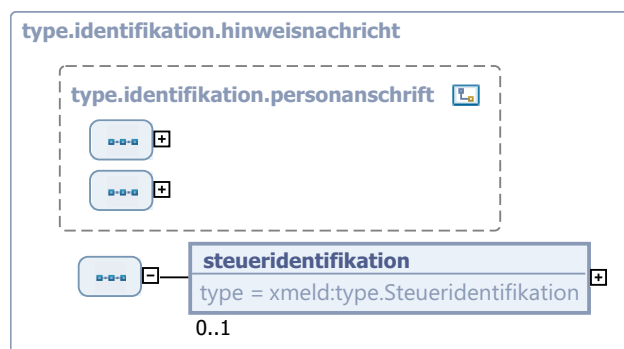 type.identifikation.hinweisnachricht
type.identifikation.personanschrift
steueridentifikation
type = xmeld:type.Steueridentifikation
0..1